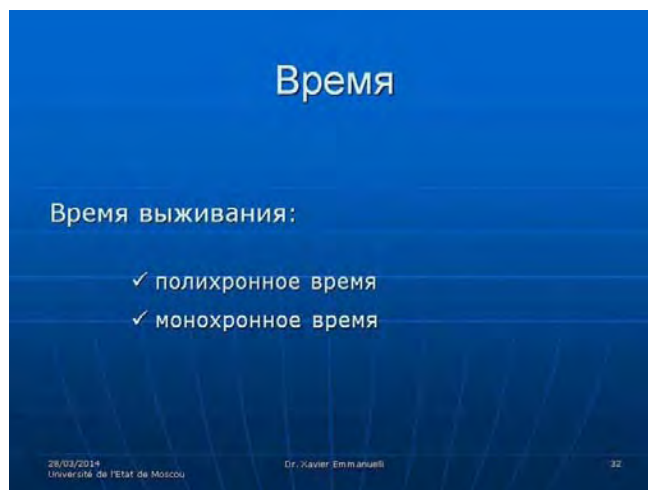 Время
Время выживания:
✓ полихронное время
✓ монохронное время
28/03/2014
Université de l'Etat de Moscou
Dr. Xavier Emmanuelli
32